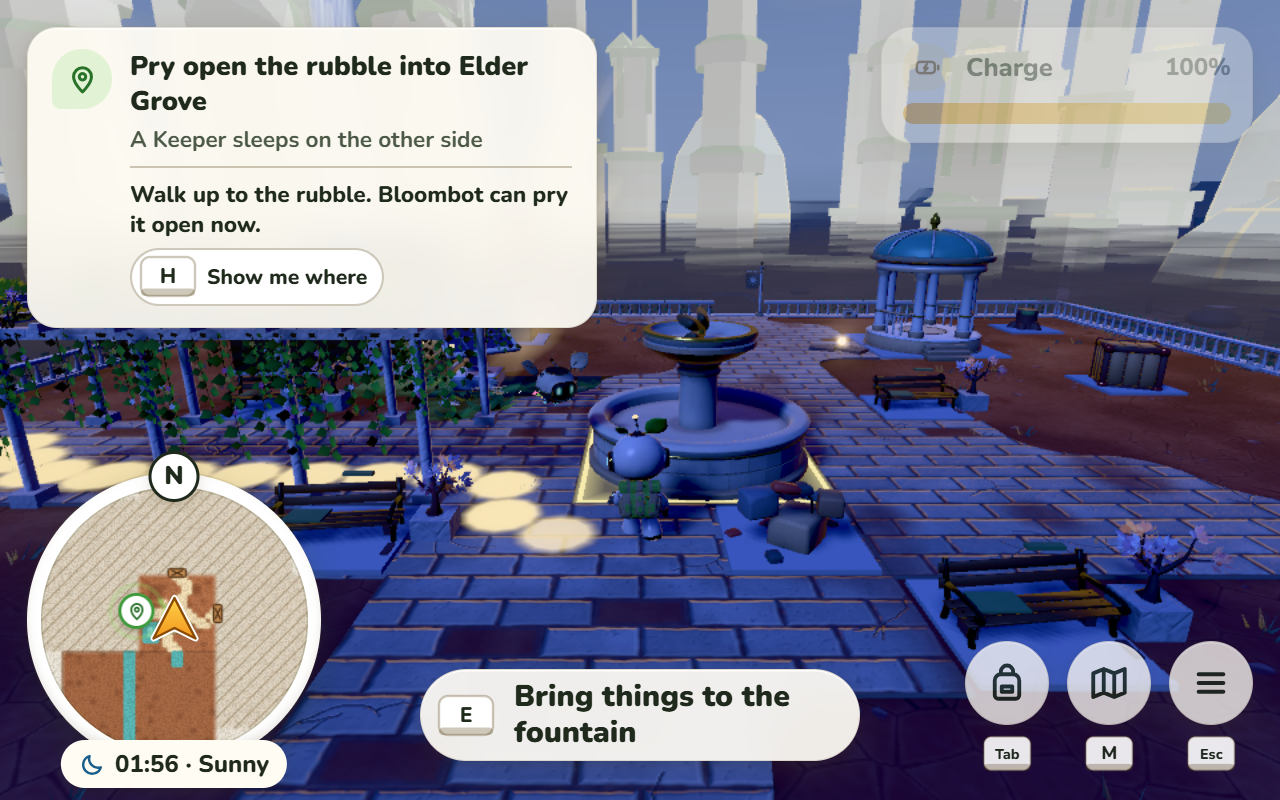 Pry open the rubble into Elder
Grove
A Keeper sleeps on the other side
Walk up to the rubble. Bloombot can pry
it open now.
H Show me where
Charge 100%
N
01:56 · Sunny
E Bring things to the
fountain
Tab
M
Esc